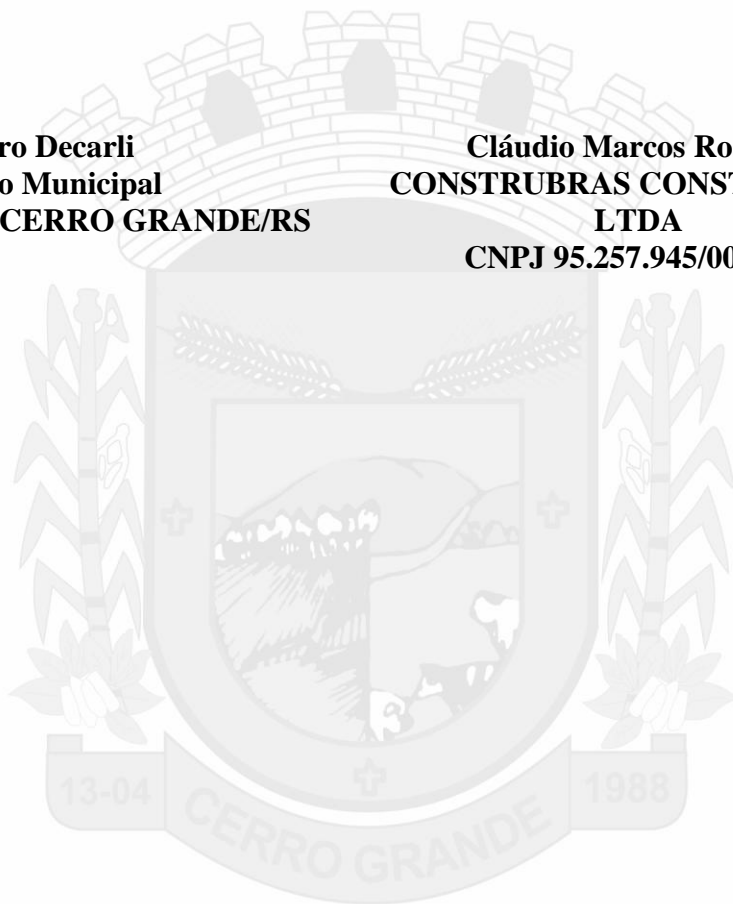 ro Decarli
o Municipal
CERRO GRANDE/RS
Cláudio Marcos Ro
CONSTRUBRAS CONST
LTDA
CNPJ 95.257.945/00
13-04
CERRO GRANDE
1988